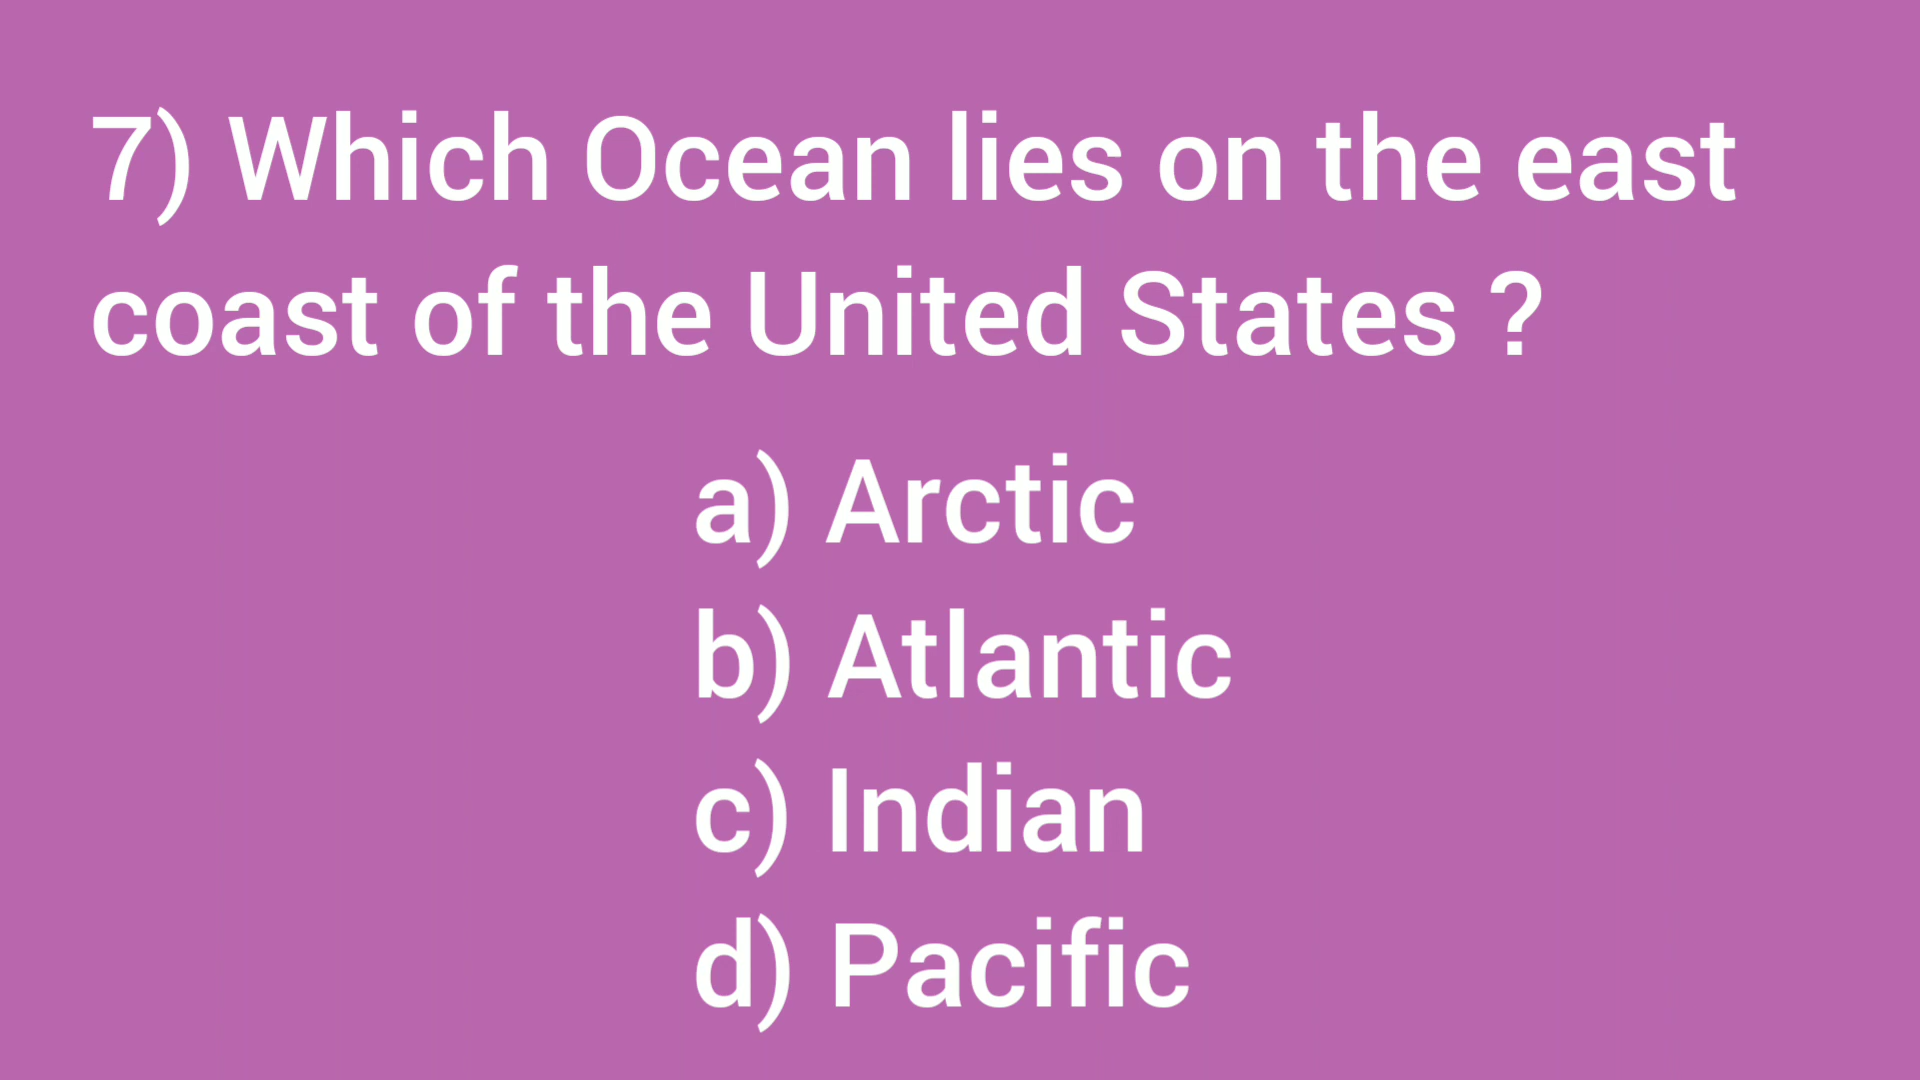 7) Which Ocean lies on the east
coast of the United States ?
a) Arctic
b) Atlantic
c) Indian
d) Pacific